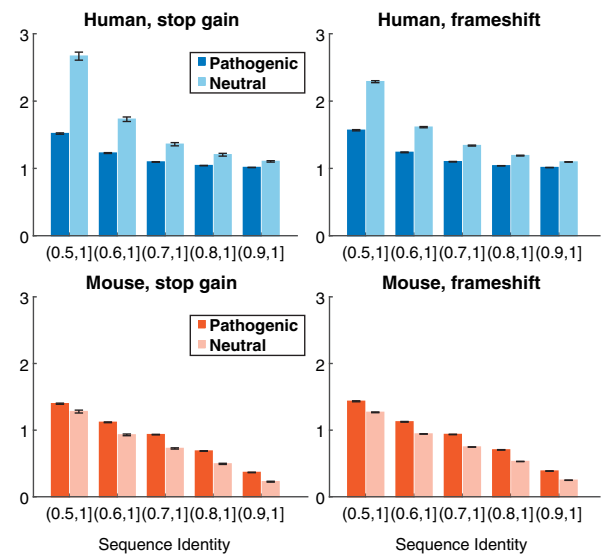 Human, stop gain
3
2
1
0
Pathogenic
Neutral
(0.5,1] (0.6,1] (0.7,1] (0.8,1] (0.9,1]
Human, frameshift
3
2
1
0
(0.5,1] (0.6,1] (0.7,1] (0.8,1] (0.9,1]
Mouse, stop gain
3
2
1
0
Pathogenic
Neutral
(0.5,1] (0.6,1] (0.7,1] (0.8,1] (0.9,1]
Sequence Identity
Mouse, frameshift
3
2
1
0
(0.5,1] (0.6,1] (0.7,1] (0.8,1] (0.9,1]
Sequence Identity